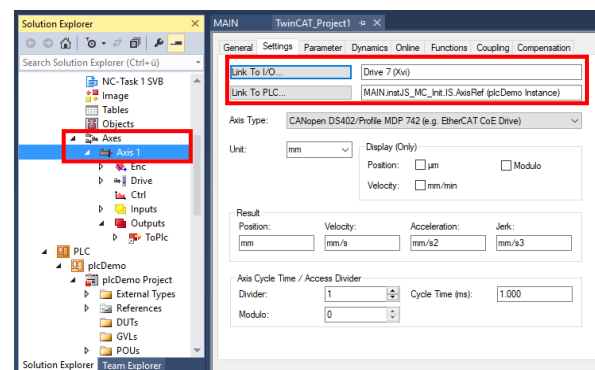 Solution Explorer
Search Solution Explorer (Ctrl+ü)
NC-Task 1 SVB
Image
Tables
Objects
Axes
Axis 1
Enc
Drive
Ctrl
Inputs
Outputs
ToPlc
PLC
plcDemo
plcDemo Project
External Types
References
DUTs
GVLs
POUs
Solution Explorer Team Explorer
MAIN TwinCAT_Project1
General Settings Parameter Dynamics Online Functions Coupling Compensation
Link To I/O... Drive 7 (Xvi)
Link To PLC... MAIN.instJS_MC_Init.IS.AxisRef (plcDemo Instance)
Axis Type: CANopen DS402/Profile MDP 742 (e.g. EtherCAT CoE Drive)
Unit: mm Display (Only)
Position: µm Modulo
Velocity: mm/min
Result
Position: Velocity: Acceleration: Jerk:
mm mm/s mm/s2 mm/s3
Axis Cycle Time / Access Divider
Divider: 1 Cycle Time (ms): 1.000
Modulo: 0